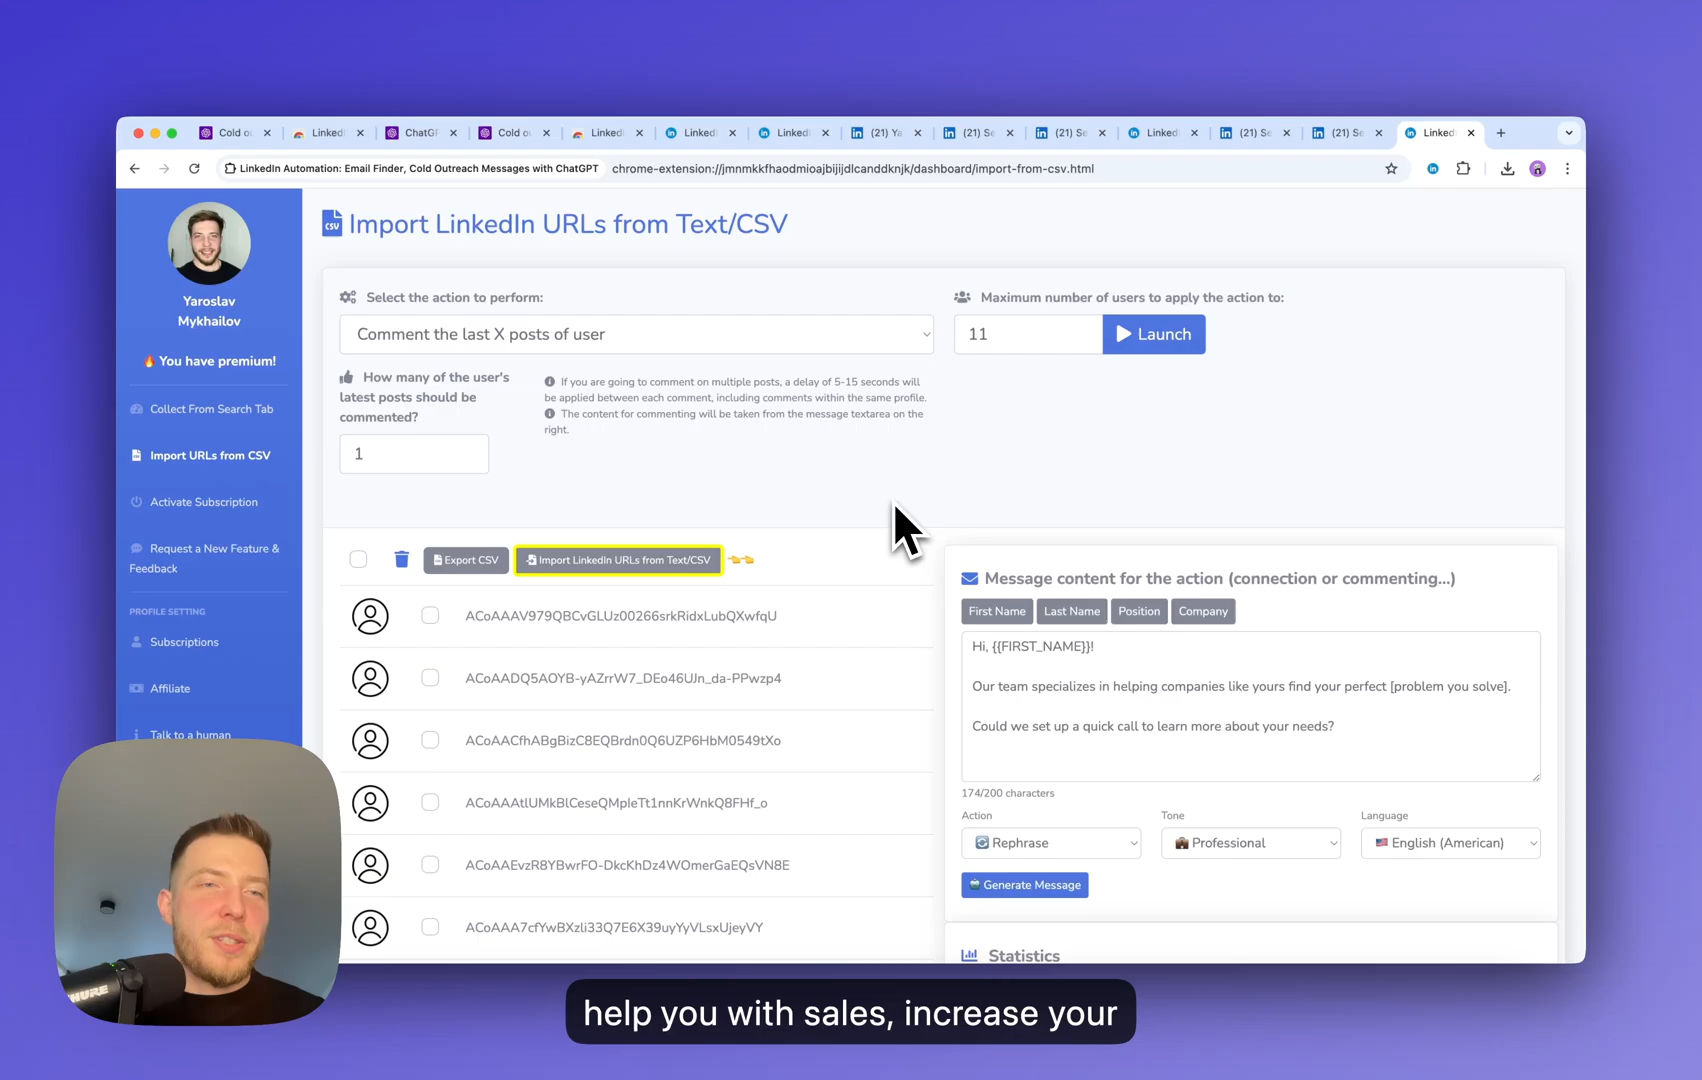 Cold o
LinkedI
ChatGP
Cold o
LinkedI
LinkedI
LinkedI
(21) Ya
(21) Se
(21) Se
LinkedI
(21) Se
(21) Se
LinkedI
LinkedIn Automation: Email Finder, Cold Outreach Messages with ChatGPT
chrome-extension://jmnmkkfhaodmioajbijijdlcanddknjk/dashboard/import-from-csv.html
Yaroslav
Mykhailov
You have premium!
Collect From Search Tab
Import URLs from CSV
Activate Subscription
Request a New Feature &
Feedback
PROFILE SETTING
Subscriptions
Affiliate
Talk to a human
CSV Import LinkedIn URLs from Text/CSV
Select the action to perform:
Comment the last X posts of user
Maximum number of users to apply the action to:
11
Launch
How many of the user's
latest posts should be
commented?
1
If you are going to comment on multiple posts, a delay of 5-15 seconds will
be applied between each comment, including comments within the same profile.
The content for commenting will be taken from the message textarea on the
right.
Export CSV
Import LinkedIn URLs from Text/CSV
ACoAAAV979QBCvGLUz00266srkRidxLubQXwfqU
ACoAADQ5AOYB-yAZrrW7_DEo46UJn_da-PPwzp4
ACoAACfhABgBizC8EQBrdn0Q6UZP6HbM0549tXo
ACoAAAtlUMkBlCeseQMpIeTt1nnKrWnkQ8FHf_o
ACoAAEvzR8YBwrFO-DkcKhDz4WOmerGaEQsVN8E
ACoAAA7cfYwBXzli33Q7E6X39uyYyVLsxUjeyVY
Message content for the action (connection or commenting...)
First Name
Last Name
Position
Company
Hi, {{FIRST_NAME}}!
Our team specializes in helping companies like yours find your perfect [problem you solve].
Could we set up a quick call to learn more about your needs?
174/200 characters
Action
Tone
Language
Rephrase
Professional
English (American)
Generate Message
Statistics
help you with sales, increase your